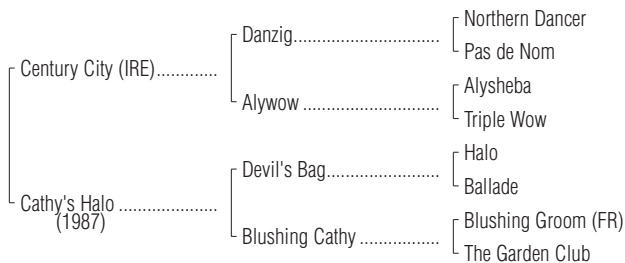 Northern Dancer
Danzig
Pas de Nom
Century City (IRE)
Alysheba
Alywow
Triple Wow
Halo
Devil's Bag
Ballade
Cathy's Halo
(1987)
Blushing Groom (FR)
Blushing Cathy
The Garden Club